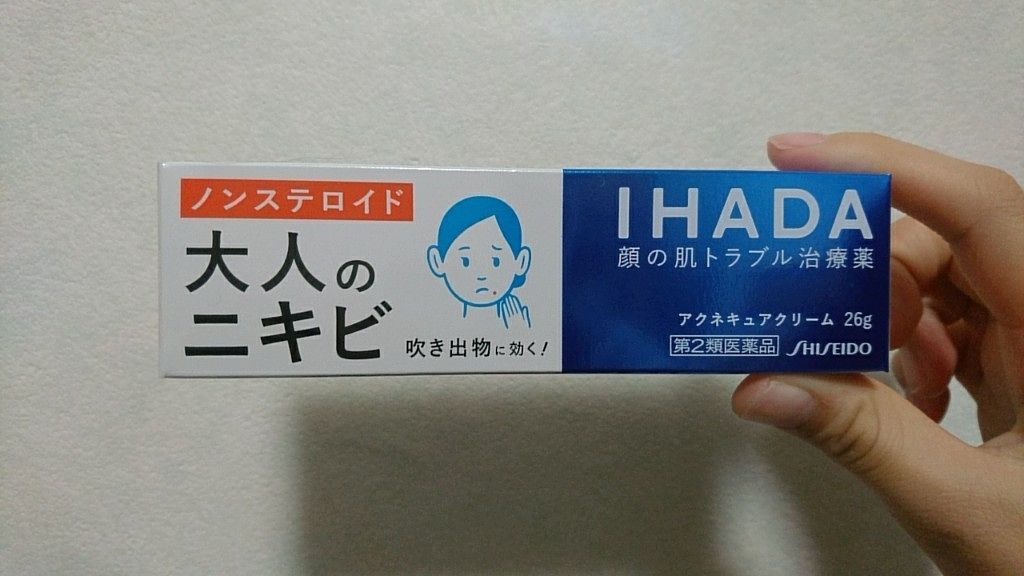 ノンステロイド
大人の
ニキビ
吹き出物に効く!
IHADA
顔の肌トラブル治療薬
アクネキュアクリーム 26g
第2類医薬品 SHISEIDO